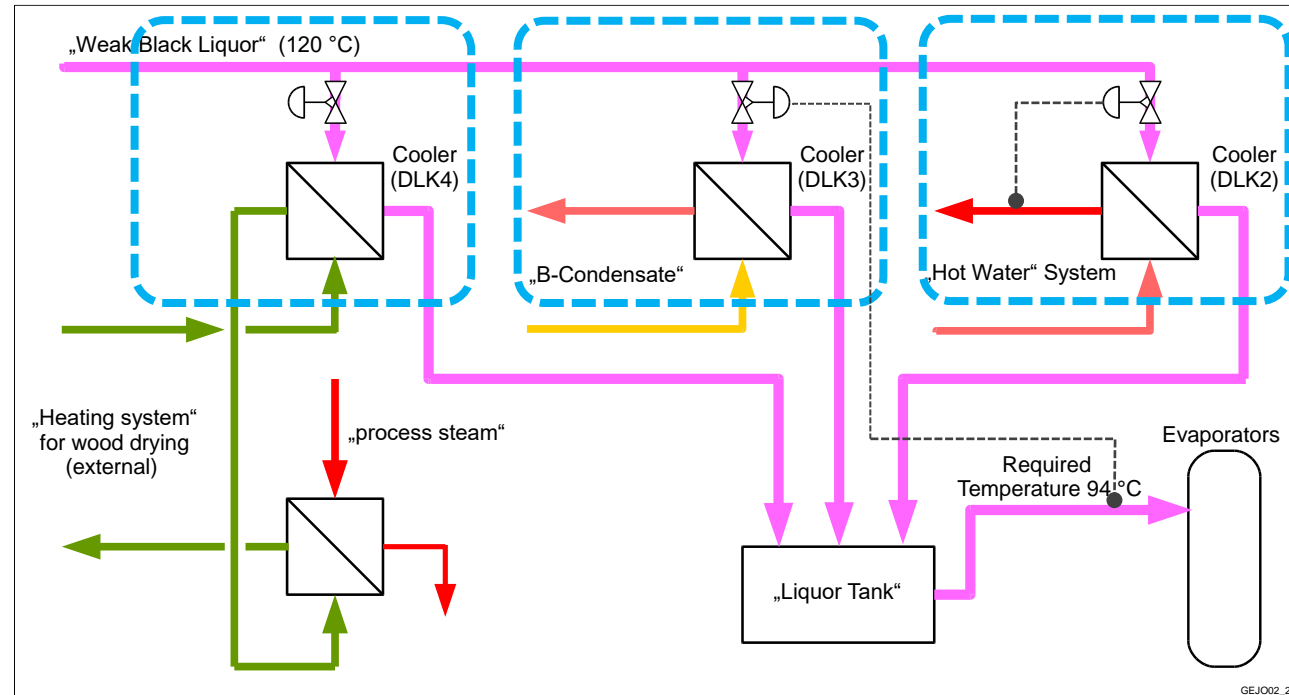 „Weak Black Liquor“ (120 °C)
Cooler
(DLK4)
Cooler
(DLK3)
Cooler
(DLK2)
„B-Condensate“
„Hot Water“ System
„Heating system“
for wood drying
(external)
„process steam“
Required
Temperature 94 °C
Evaporators
„Liquor Tank“
GEJO02_2